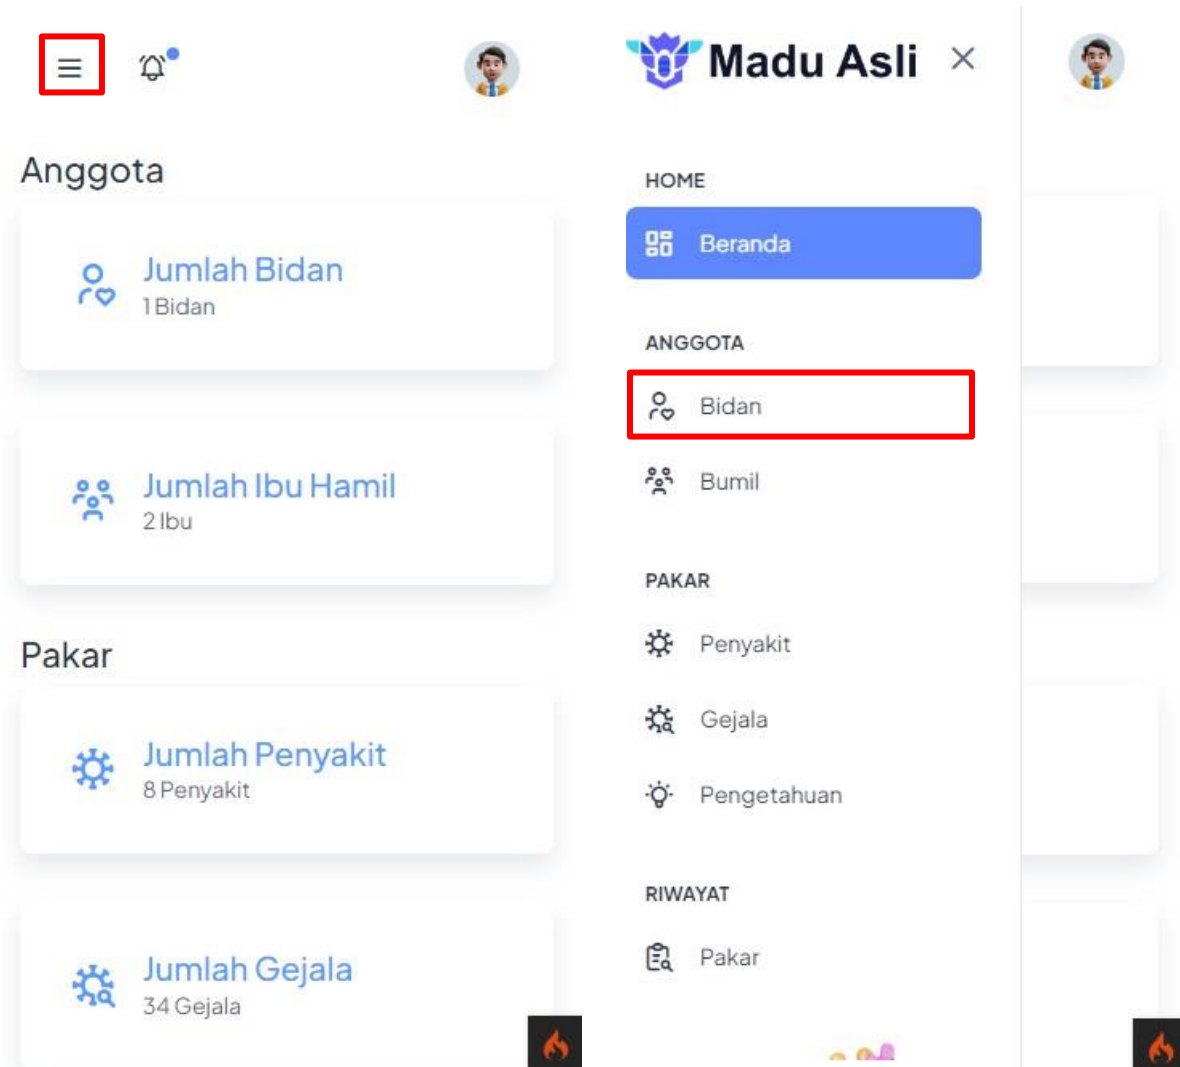 Anggota
Jumlah Bidan
1 Bidan
Jumlah Ibu Hamil
2 Ibu
Pakar
Jumlah Penyakit
8 Penyakit
Jumlah Gejala
34 Gejala
Madu Asli
HOME
Beranda
ANGGOTA
Bidan
Bumil
PAKAR
Penyakit
Gejala
Pengetahuan
RIWAYAT
Pakar